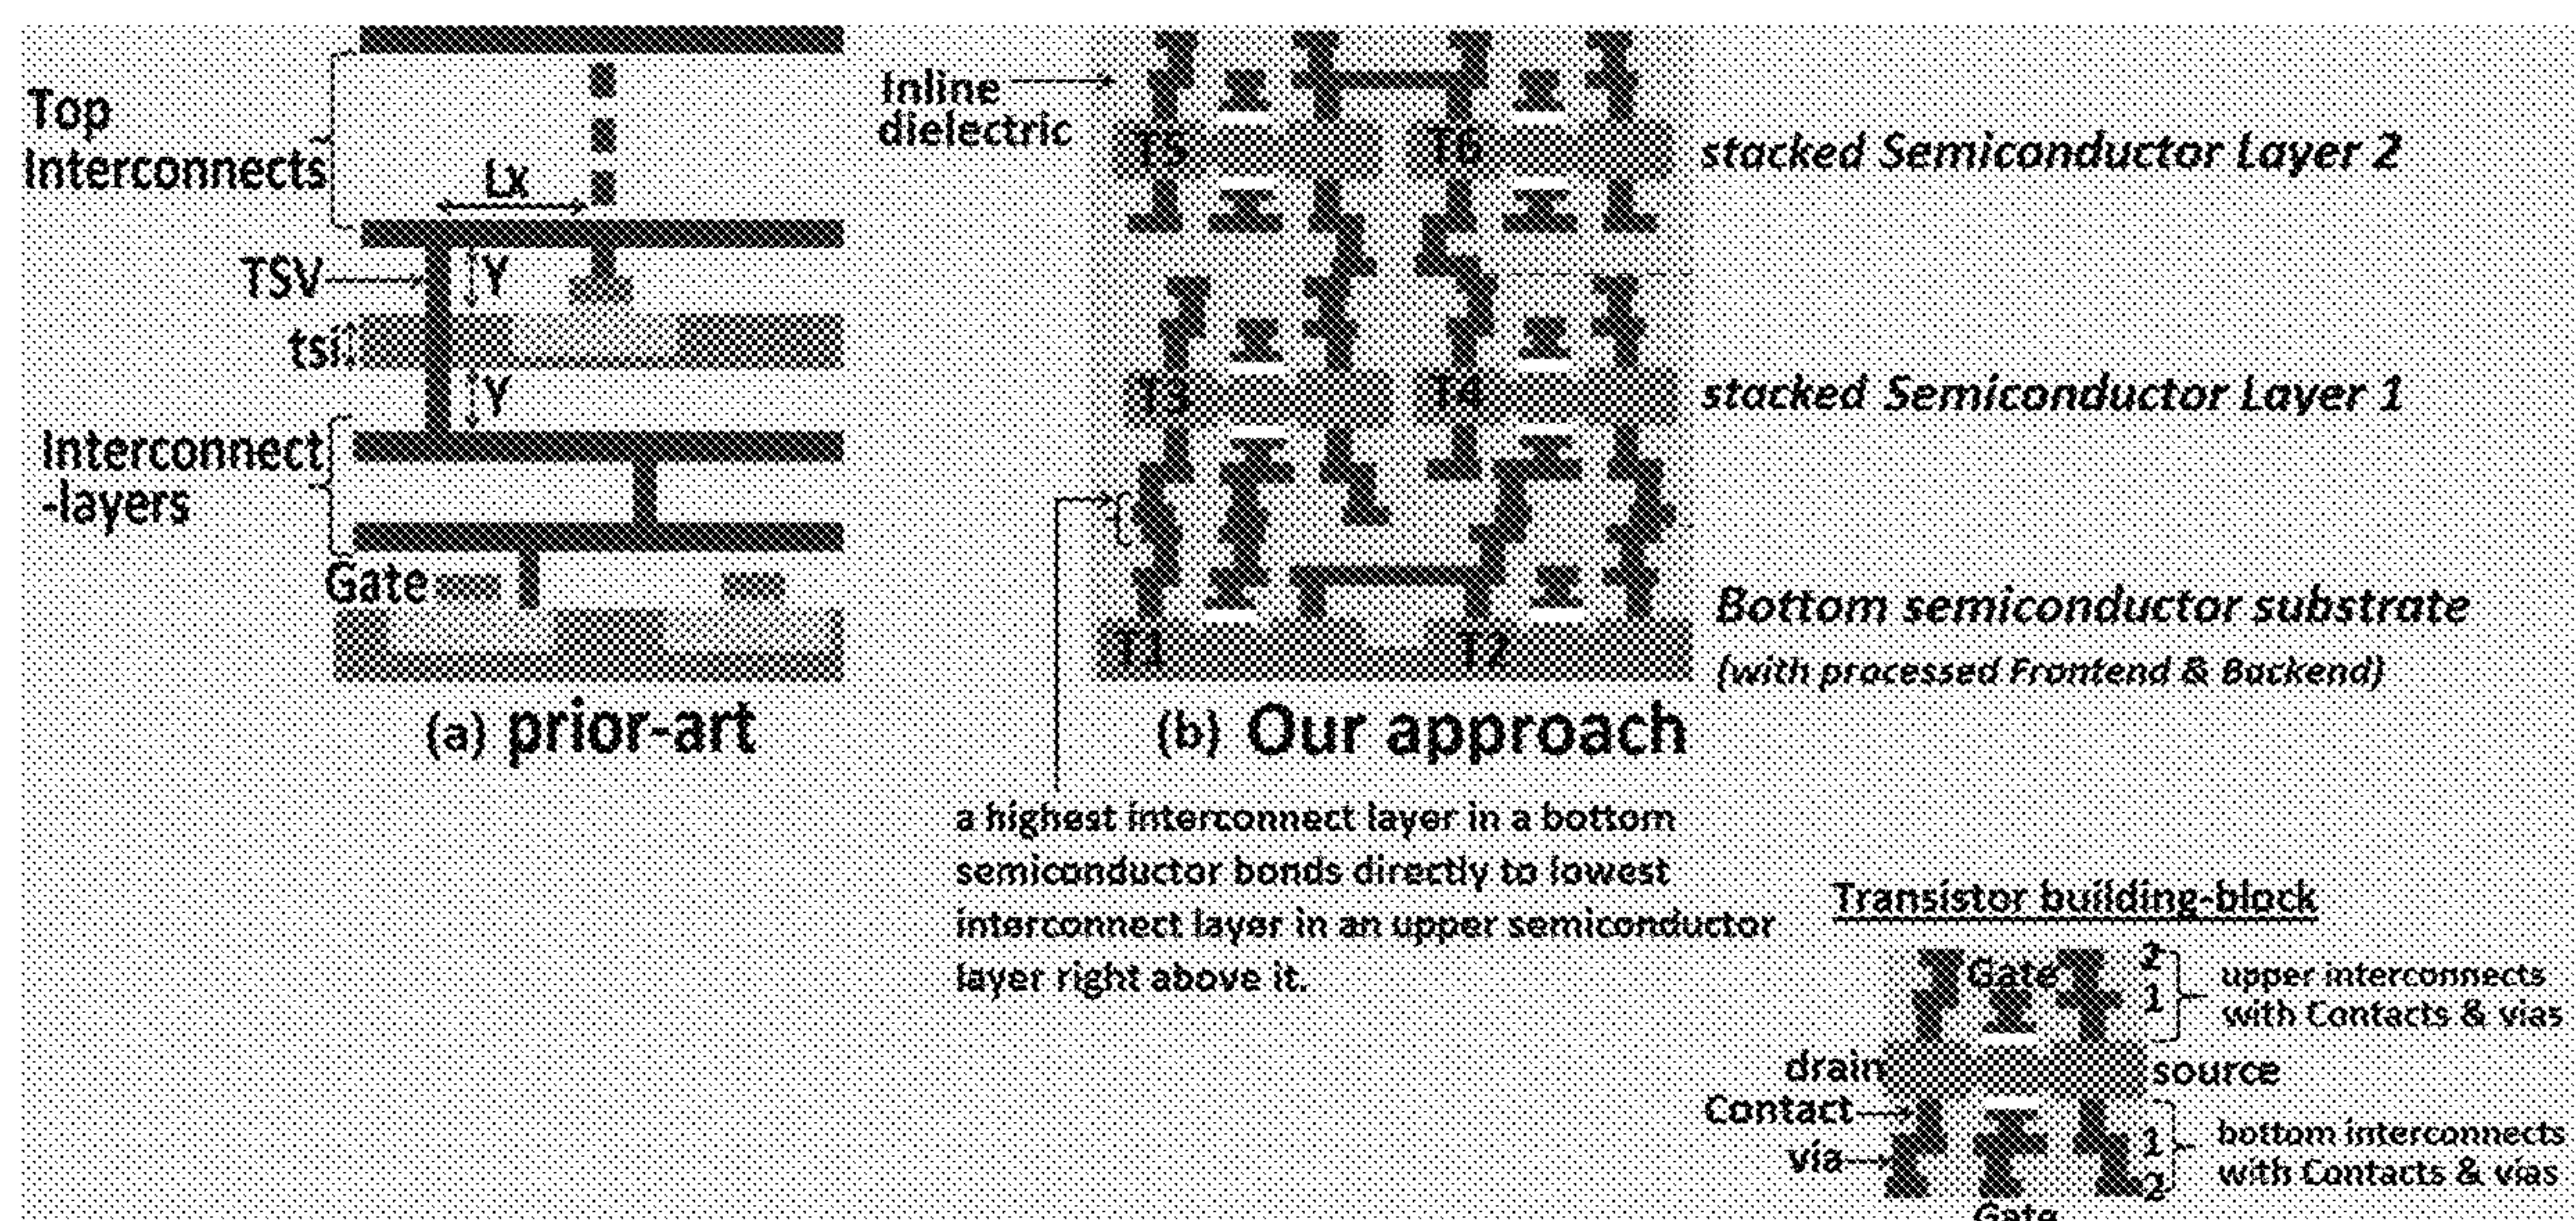 Top
Interconnects
Lx
TSV
Y
tsi
Y
Interconnect
-layers
Gate
(a) prior-art
Inline
dielectric
T5
T6
stacked Semiconductor Layer 2
T3
T4
stacked Semiconductor Layer 1
T1
T2
Bottom semiconductor substrate
(with processed Frontend & Backend)
(b) Our approach
a highest interconnect layer in a bottom
semiconductor bonds directly to lowest
interconnect layer in an upper semiconductor
layer right above it.
Transistor building-block
Gate
2
1
upper interconnects
with Contacts & vias
drain
source
Contact
via
1
2
bottom interconnects
with Contacts & vias
Gate